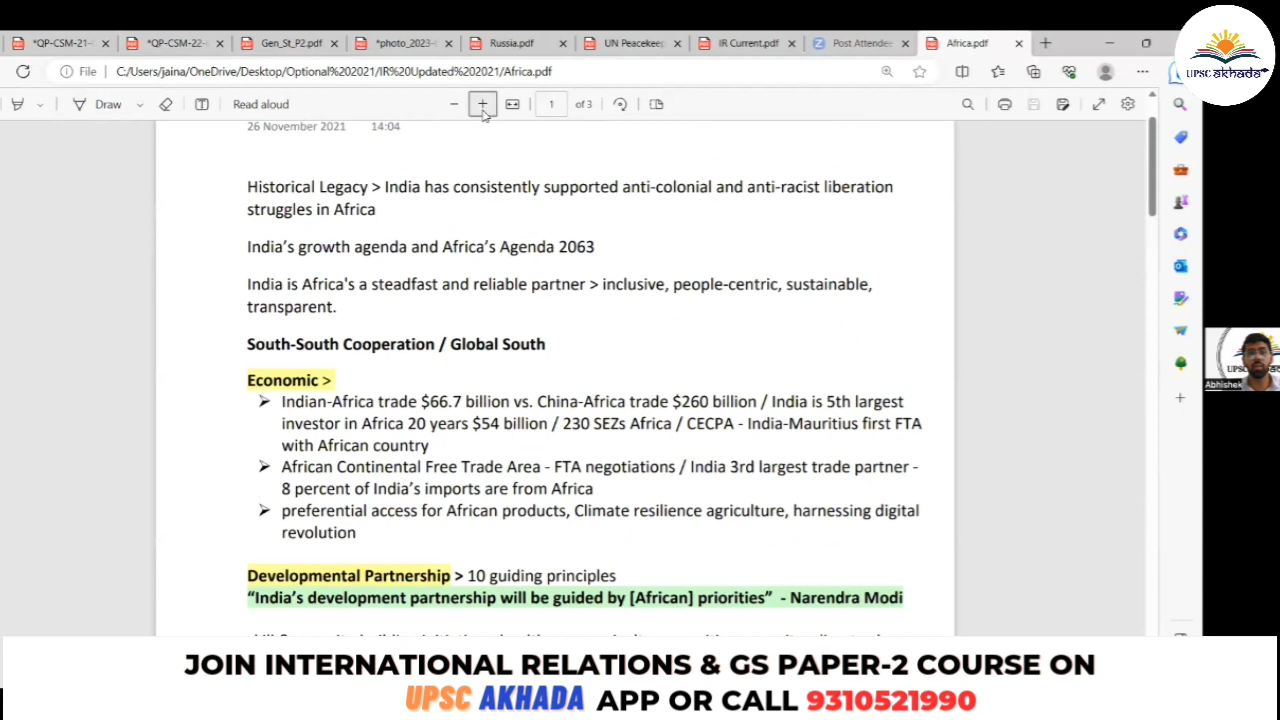 *QP-CSM-21-
*QP-CSM-22-
Gen_St_P2.pdf
*photo_2023-
Russia.pdf
UN Peacekeep
IR Current.pdf
Post Attendee
Africa.pdf
File
C:/Users/jaina/OneDrive/Desktop/Optional%202021/IR%20Updated%202021/Africa.pdf
Draw
Read aloud
1 of 3
UPSC akhada
26 November 2021 14:04
Historical Legacy > India has consistently supported anti-colonial and anti-racist liberation
struggles in Africa
India's growth agenda and Africa's Agenda 2063
India is Africa's a steadfast and reliable partner > inclusive, people-centric, sustainable,
transparent.
South-South Cooperation / Global South
Economic >
➢ Indian-Africa trade $66.7 billion vs. China-Africa trade $260 billion / India is 5th largest
investor in Africa 20 years $54 billion / 230 SEZs Africa / CECPA - India-Mauritius first FTA
with African country
➢ African Continental Free Trade Area - FTA negotiations / India 3rd largest trade partner -
8 percent of India's imports are from Africa
➢ preferential access for African products, Climate resilience agriculture, harnessing digital
revolution
Developmental Partnership > 10 guiding principles
“India's development partnership will be guided by [African] priorities” - Narendra Modi
Abhishek
JOIN INTERNATIONAL RELATIONS & GS PAPER-2 COURSE ON
UPSC AKHADA APP OR CALL 9310521990